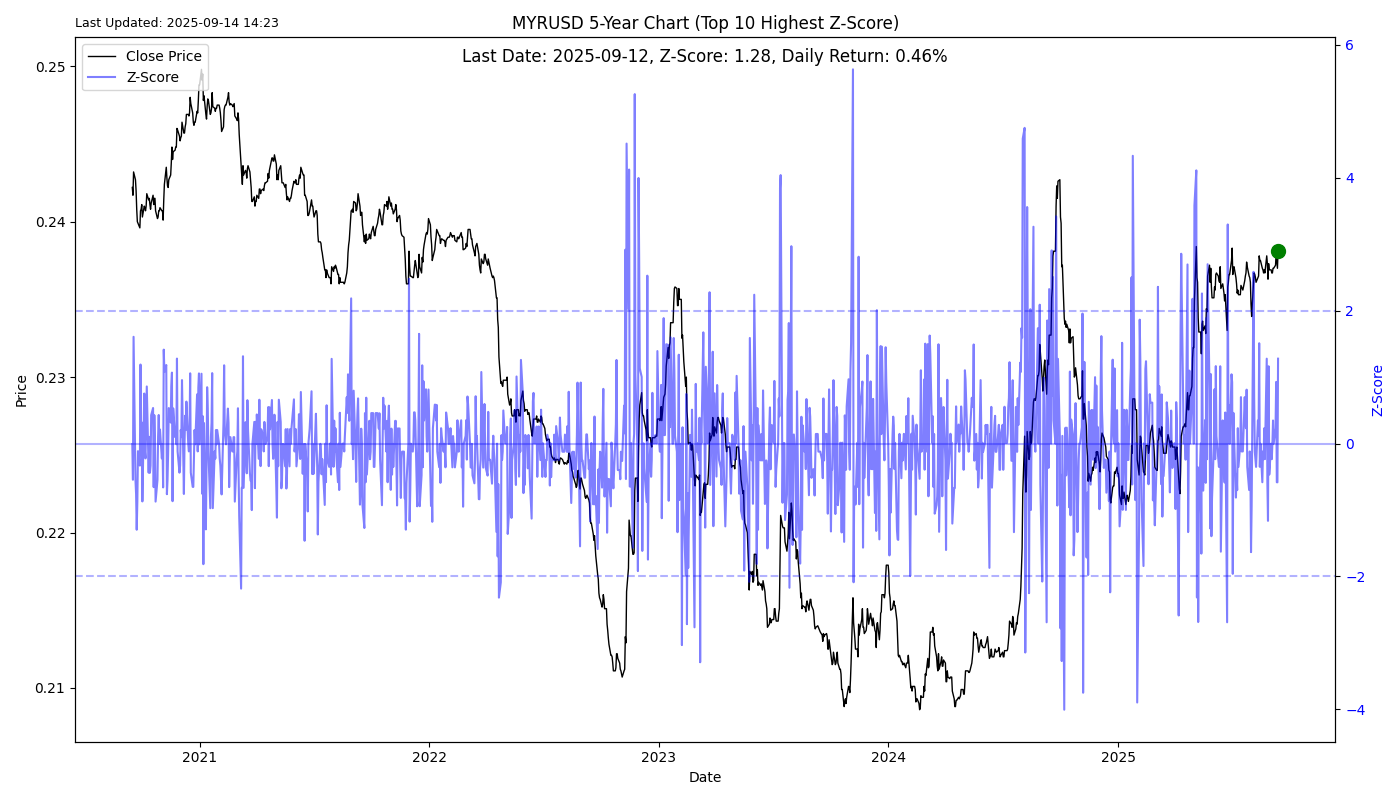 Last Updated: 2025-09-14 14:23
MYRUSD 5-Year Chart (Top 10 Highest Z-Score)
Last Date: 2025-09-12, Z-Score: 1.28, Daily Return: 0.46%
Close Price
Z-Score
0.25
0.24
0.23
0.22
0.21
Price
6
4
2
0
−2
−4
Z-Score
2021
2022
2023
2024
2025
Date